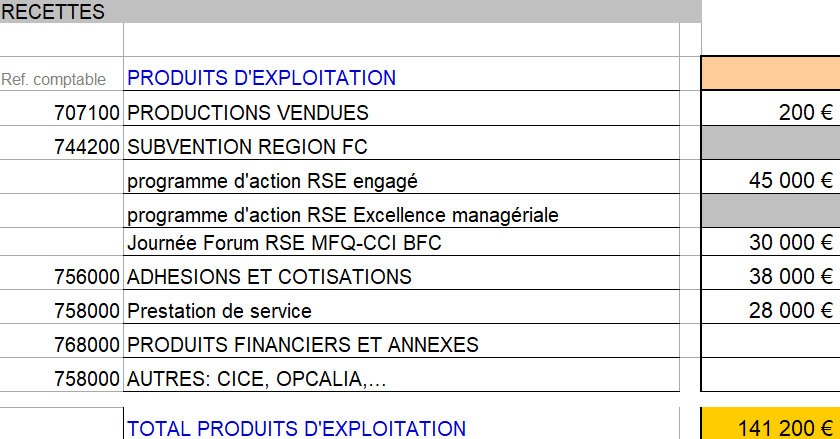 RECETTES
Ref. comptable PRODUITS D'EXPLOITATION
707100 PRODUCTIONS VENDUES 200 €
744200 SUBVENTION REGION FC
programme d'action RSE engagé 45 000 €
programme d'action RSE Excellence managériale
Journée Forum RSE MFQ-CCI BFC 30 000 €
756000 ADHESIONS ET COTISATIONS 38 000 €
758000 Prestation de service 28 000 €
768000 PRODUITS FINANCIERS ET ANNEXES
758000 AUTRES: CICE, OPCALIA,...
TOTAL PRODUITS D'EXPLOITATION 141 200 €